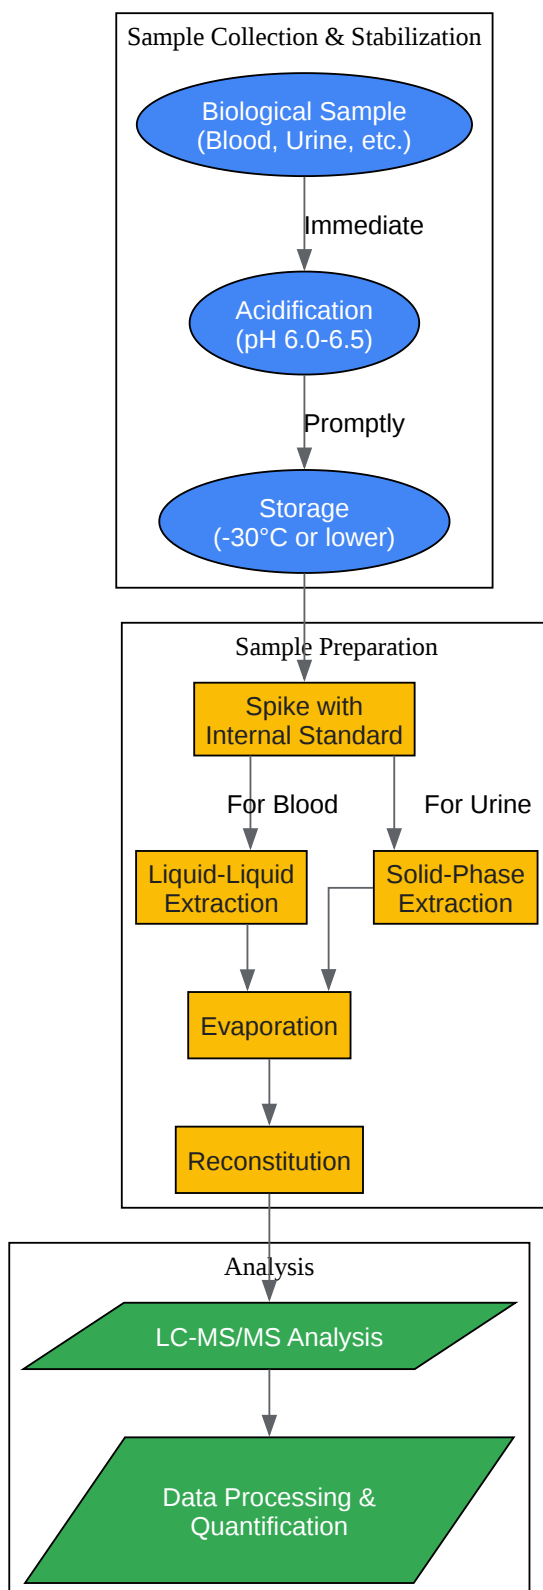 Sample Collection & Stabilization
Biological Sample
(Blood, Urine, etc.)
Immediate
Acidification
(pH 6.0-6.5)
Promptly
Storage
(-30°C or lower)
Sample Preparation
Spike with
Internal Standard
For Blood
For Urine
Liquid-Liquid
Extraction
Solid-Phase
Extraction
Evaporation
Reconstitution
Analysis
LC-MS/MS Analysis
Data Processing &
Quantification